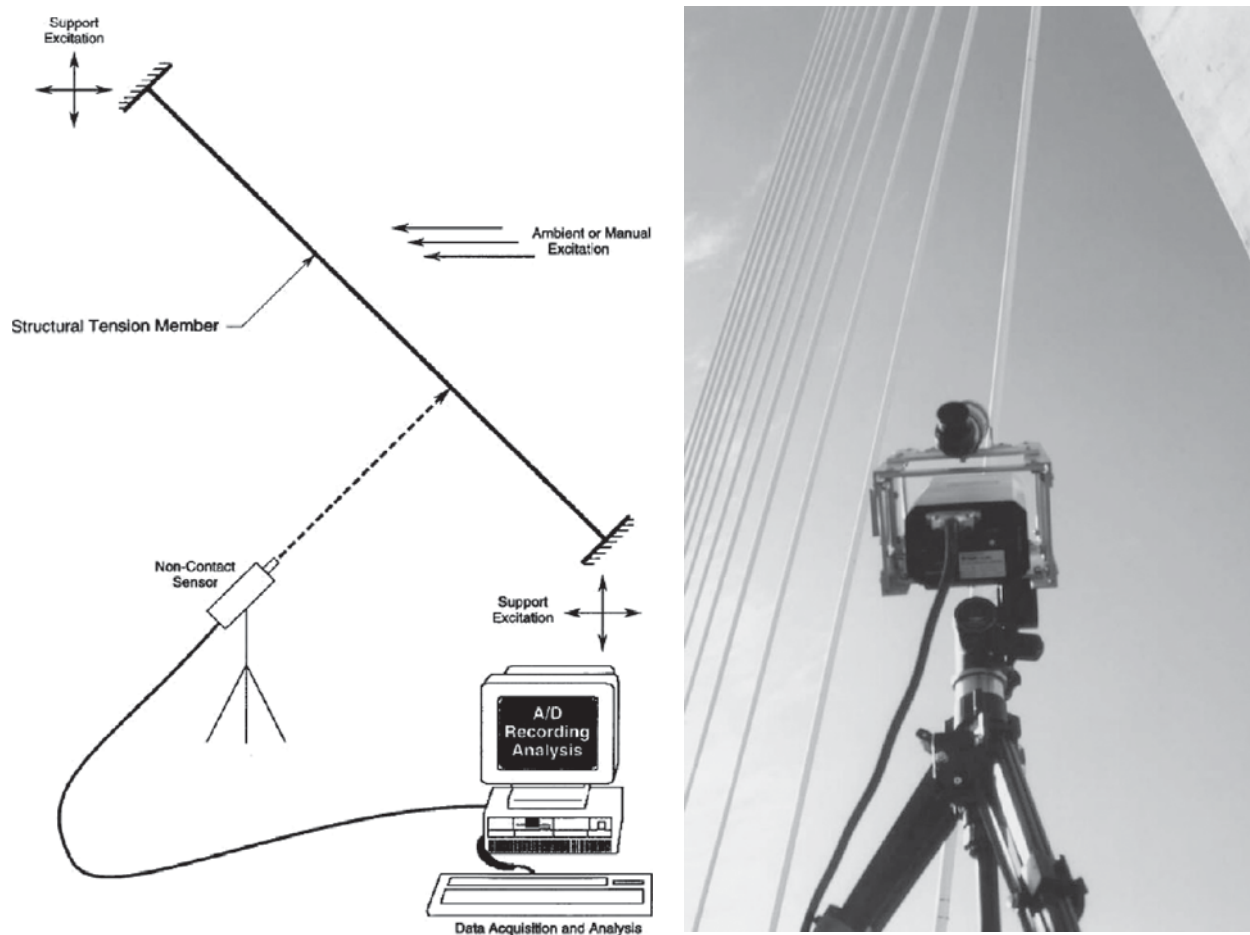 Support
Excitation
Ambient or Manual
Excitation
Structural Tension Member
Non-Contact
Sensor
Support
Excitation
A/D
Recording
Analysis
Data Acquisition and Analysis